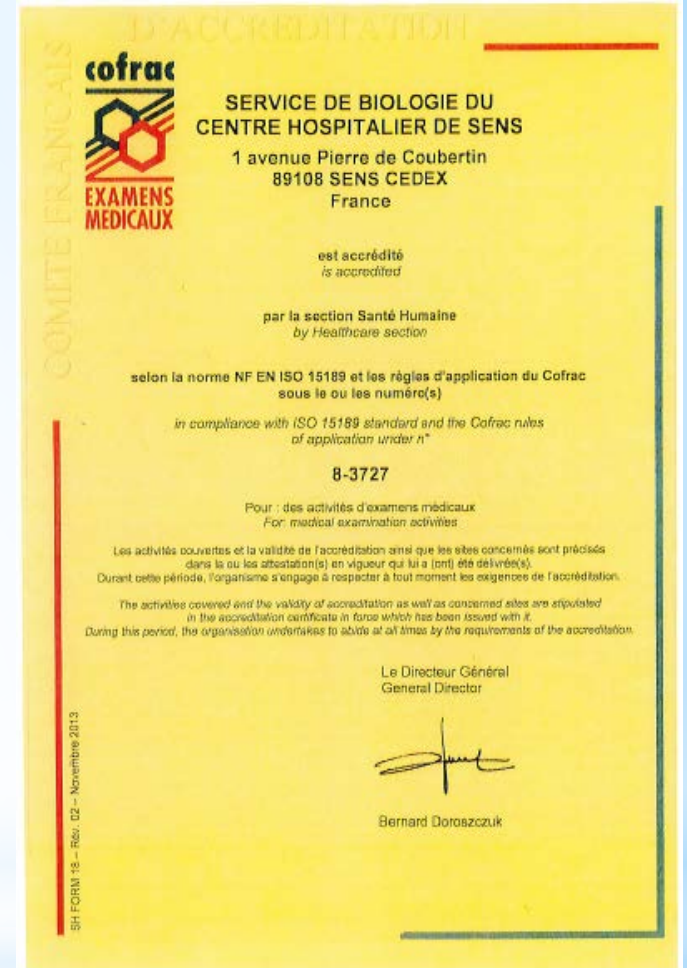 D'ACCREDITATION
COMITE FRANCAIS
cofrac
EXAMENS
MEDICAUX
SERVICE DE BIOLOGIE DU
CENTRE HOSPITALIER DE SENS
1 avenue Pierre de Coubertin
89108 SENS CEDEX
France
est accrédité
is accredited
par la section Santé Humaine
by Healthcare section
selon la norme NF EN ISO 15189 et les règles d'application du Cofrac
sous le ou les numéro(s)
in compliance with ISO 15189 standard and the Cofrac rules
of application under n°
8-3727
Pour : des activités d'examens médicaux
For: medical examination activities
Les activités couvertes et la validité de l'accréditation ainsi que les sites concernés sont précisés
dans la ou les attestation(s) en vigueur qui lui a (ont) été délivrée(s).
Durant cette période, l'organisme s'engage à respecter à tout moment les exigences de l'accréditation.
The activities covered and the validity of accreditation as well as concerned sites are stipulated
in the accreditation certificate in force which has been issued with it.
During this period, the organisation undertakes to abide at all times by the requirements of the accreditation.
Le Directeur Général
General Director
Bernard Doroszczuk
SH FORM 18 – Rév. 02 – Novembre 2013